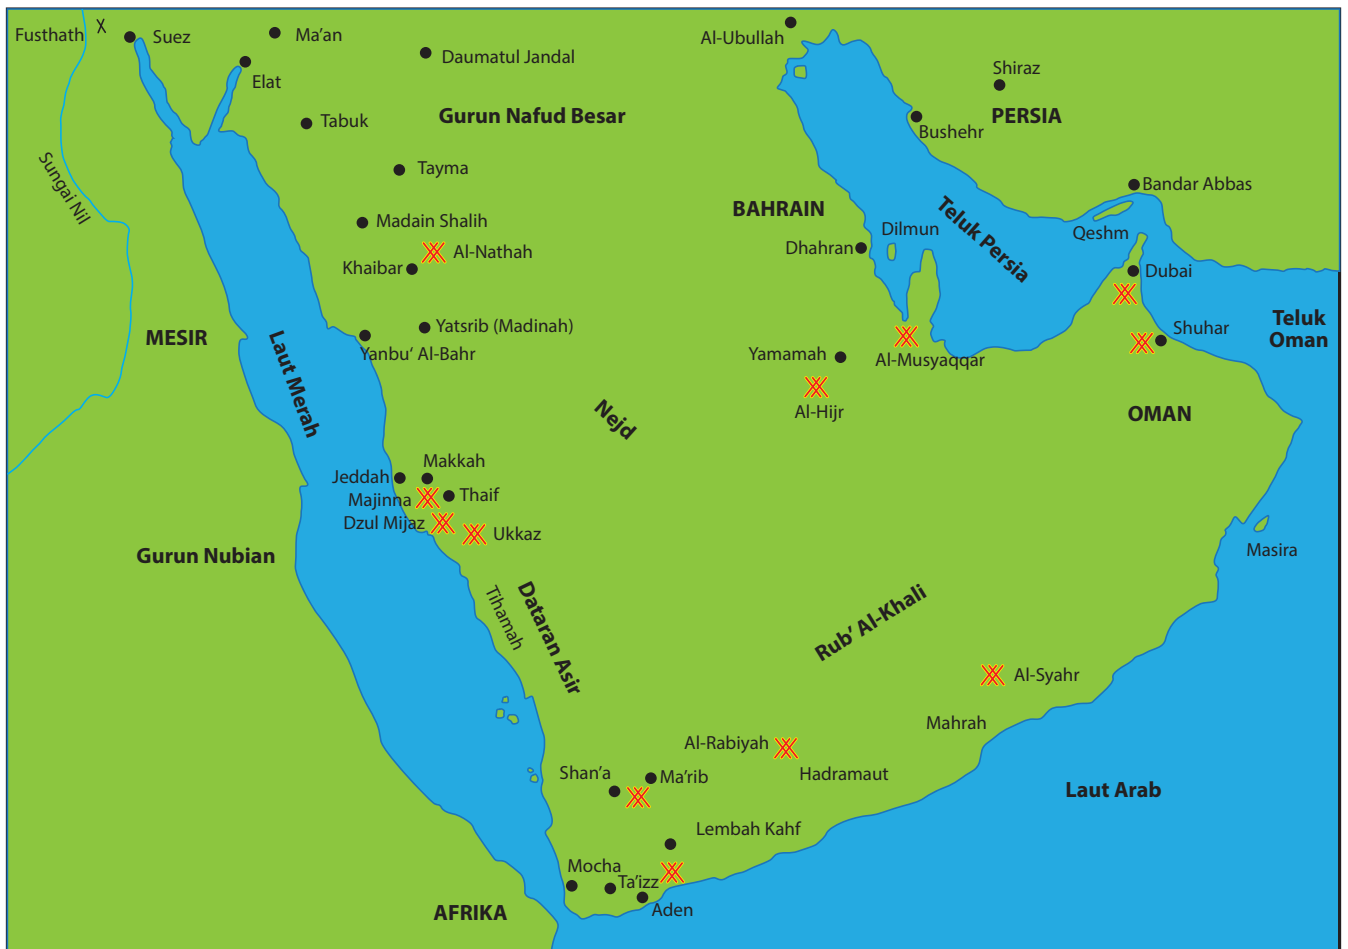 Fusthath
Suez
Ma'an
Al-Ubullah
Elat
Daumatul Jandal
Shiraz
Tabuk
Gurun Nafud Besar
Bushehr
PERSIA
Sungai Nil
Tayma
Bandar Abbas
Madain Shalih
BAHRAIN
Dilmun
Teluk Persia
Qeshm
Al-Nathah
Dhahran
Khaibar
Dubai
MESIR
Laut Merah
Yatsrib (Madinah)
Yanbu' Al-Bahr
Yamamah
Al-Musyaqqar
Shuhar
Teluk
Oman
Al-Hijr
Nejd
OMAN
Makkah
Jeddah
Majinna
Thaif
Dzul Mijaz
Ukkaz
Gurun Nubian
Masira
Tihamah
Dataran Asir
Rub' Al-Khali
Al-Syahr
Mahrah
Al-Rabiyah
Hadramaut
Shan'a
Ma'rib
Laut Arab
Lembah Kahf
Mocha
Ta'izz
Aden
AFRIKA